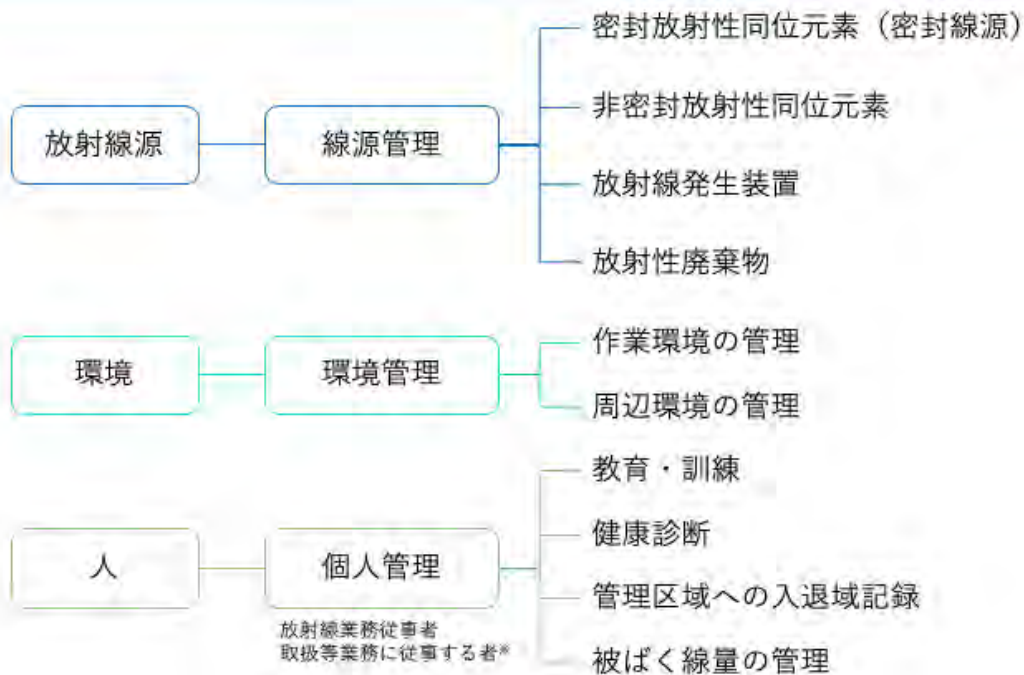 放射線源
線源管理
密封放射性同位元素（密封線源）
非密封放射性同位元素
放射線発生装置
放射性廃棄物
環境
環境管理
作業環境の管理
周辺環境の管理
人
個人管理
放射線業務従事者
取扱等業務に従事する者※
教育・訓練
健康診断
管理区域への入退域記録
被ばく線量の管理